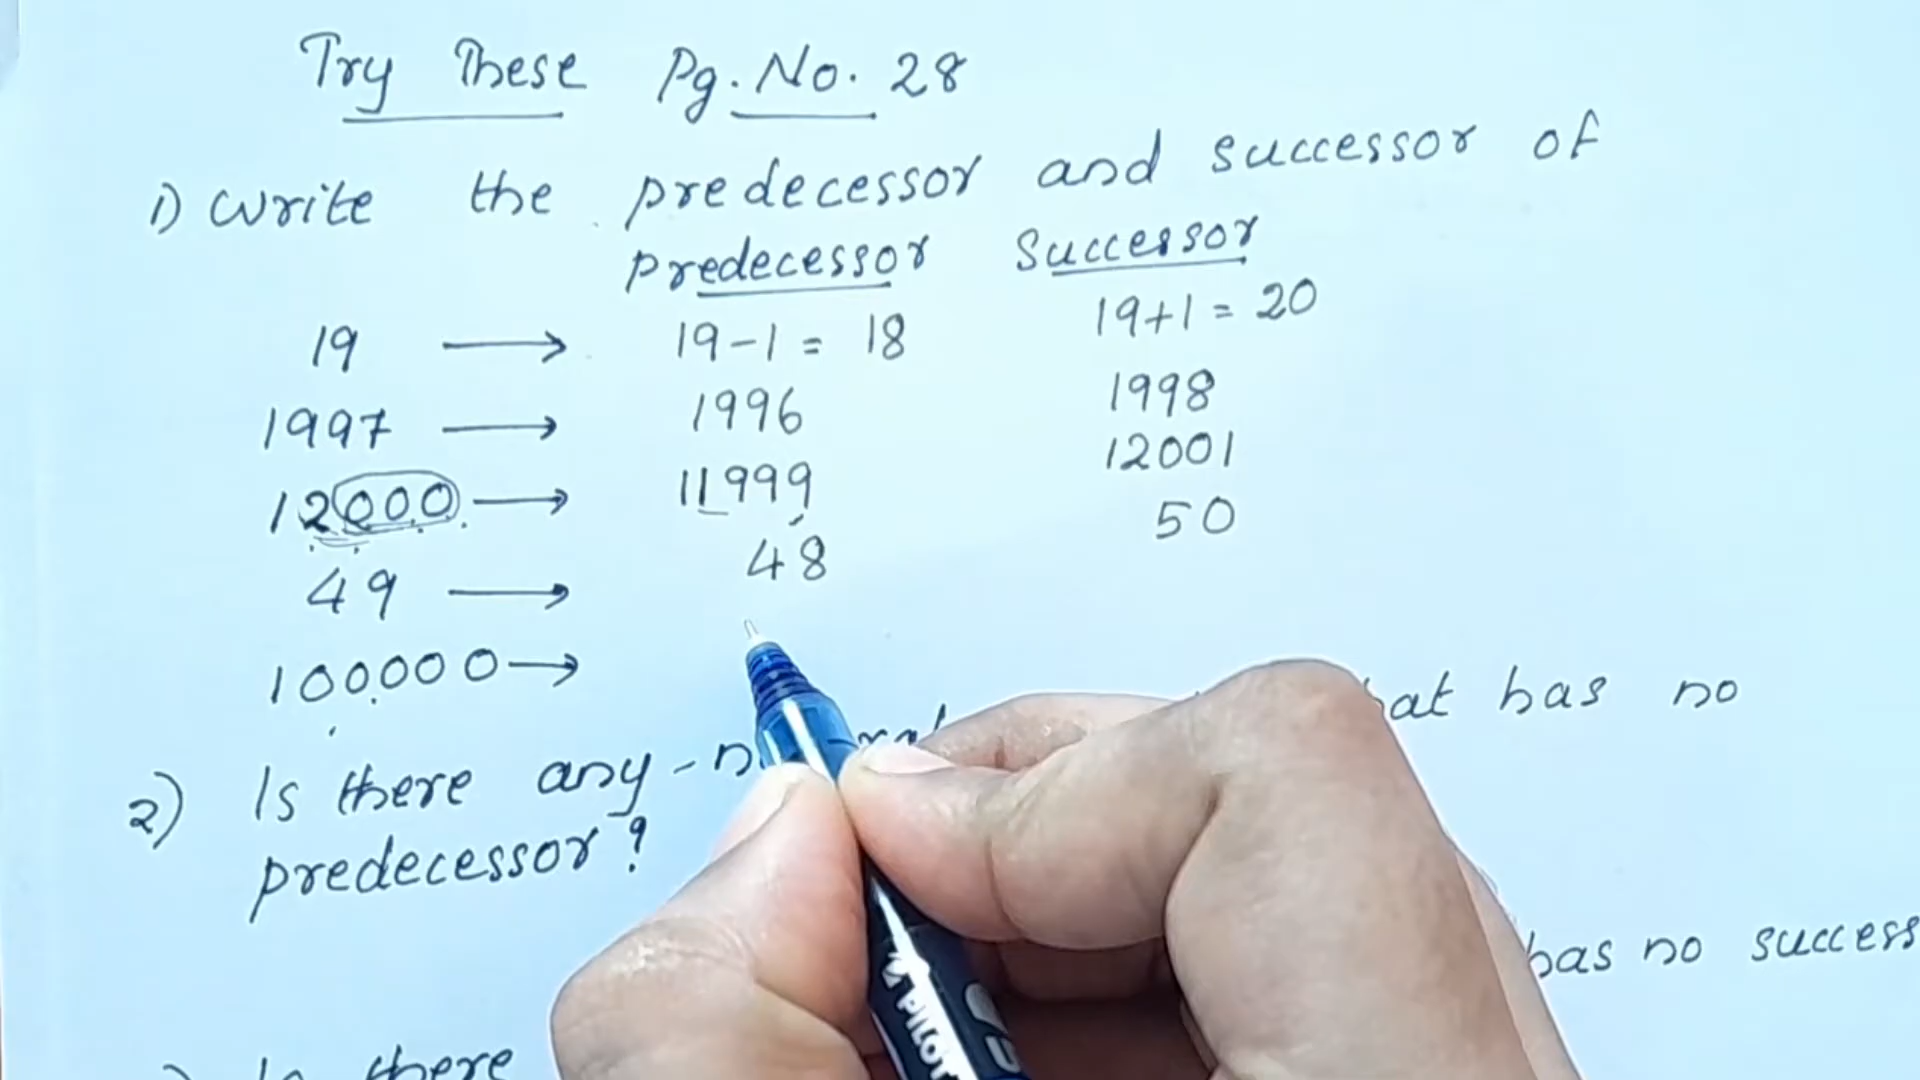 Try These Pg. No. 28
1) Write the predecessor and successor of
predecessor Successor
19 → 19-1 = 18 19+1 = 20
1997 → 1996 1998
12000 → 11999 12001
49 → 48 50
100000 →
2) Is there any has no
predecessor?
has no success
there
PILOT